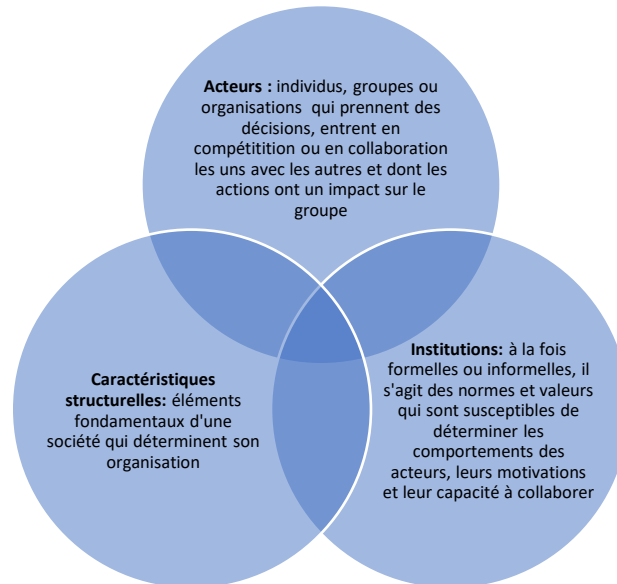 Acteurs : individus, groupes ou
organisations qui prennent des
décisions, entrent en
compétitition ou en collaboration
les uns avec les autres et dont les
actions ont un impact sur le
groupe
Caractéristiques
structurelles: éléments
fondamentaux d'une
société qui déterminent son
organisation
Institutions: à la fois
formelles ou informelles, il
s'agit des normes et valeurs
qui sont susceptibles de
déterminer les
comportements des
acteurs, leurs motivations
et leur capacité à collaborer